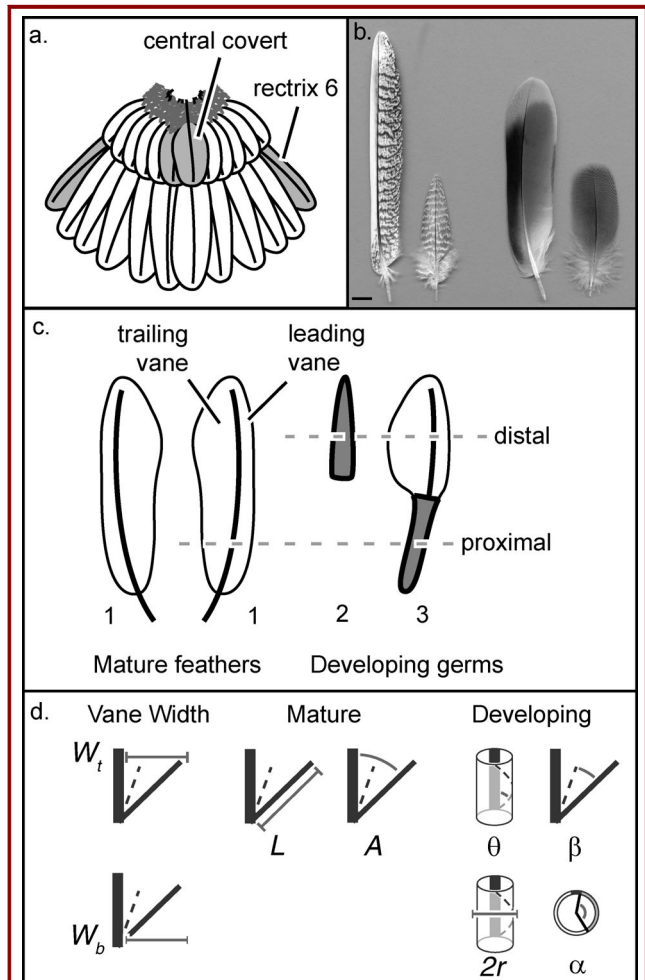 a.
central covert
rectrix 6
b.
c.
trailing vane
leading vane
distal
proximal
1
1
2
3
Mature feathers
Developing germs
d.
Vane Width
Mature
Developing
Wt
L
A
θ
β
Wb
2r
α